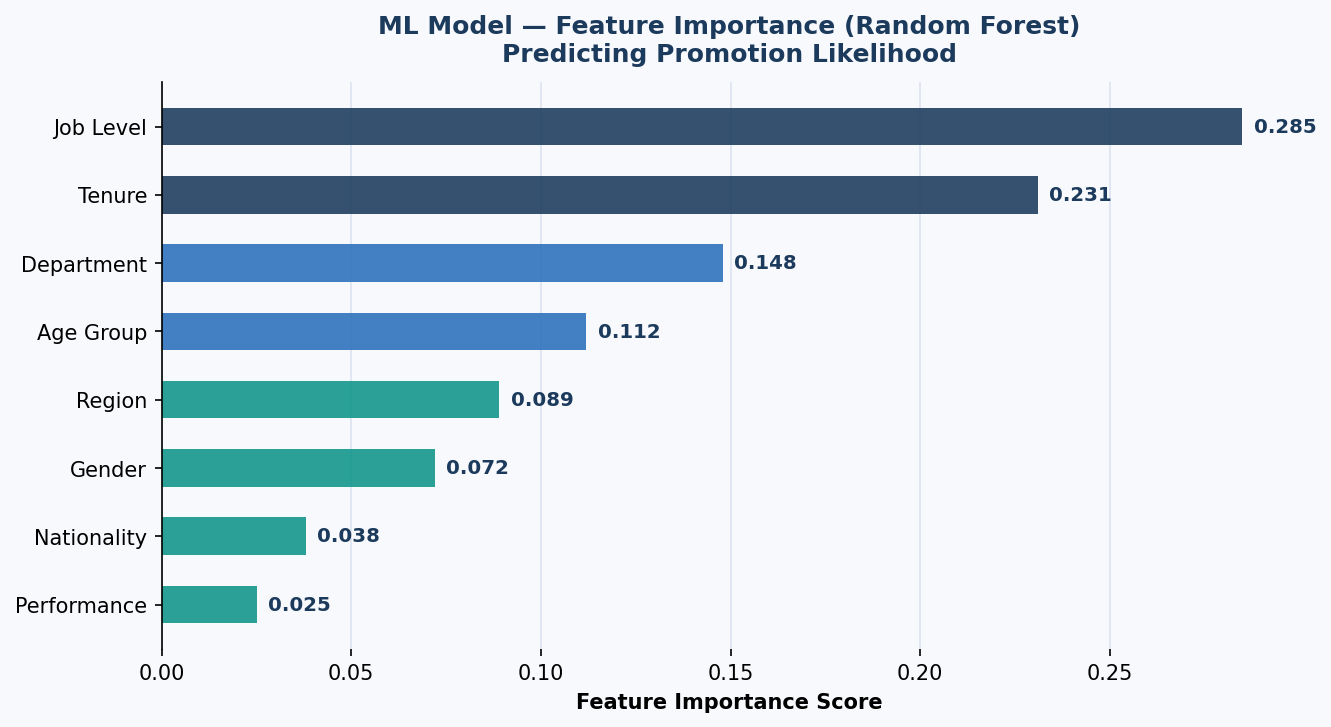 ML Model — Feature Importance (Random Forest)
Predicting Promotion Likelihood
Job Level 0.285
Tenure 0.231
Department 0.148
Age Group 0.112
Region 0.089
Gender 0.072
Nationality 0.038
Performance 0.025
0.00 0.05 0.10 0.15 0.20 0.25
Feature Importance Score